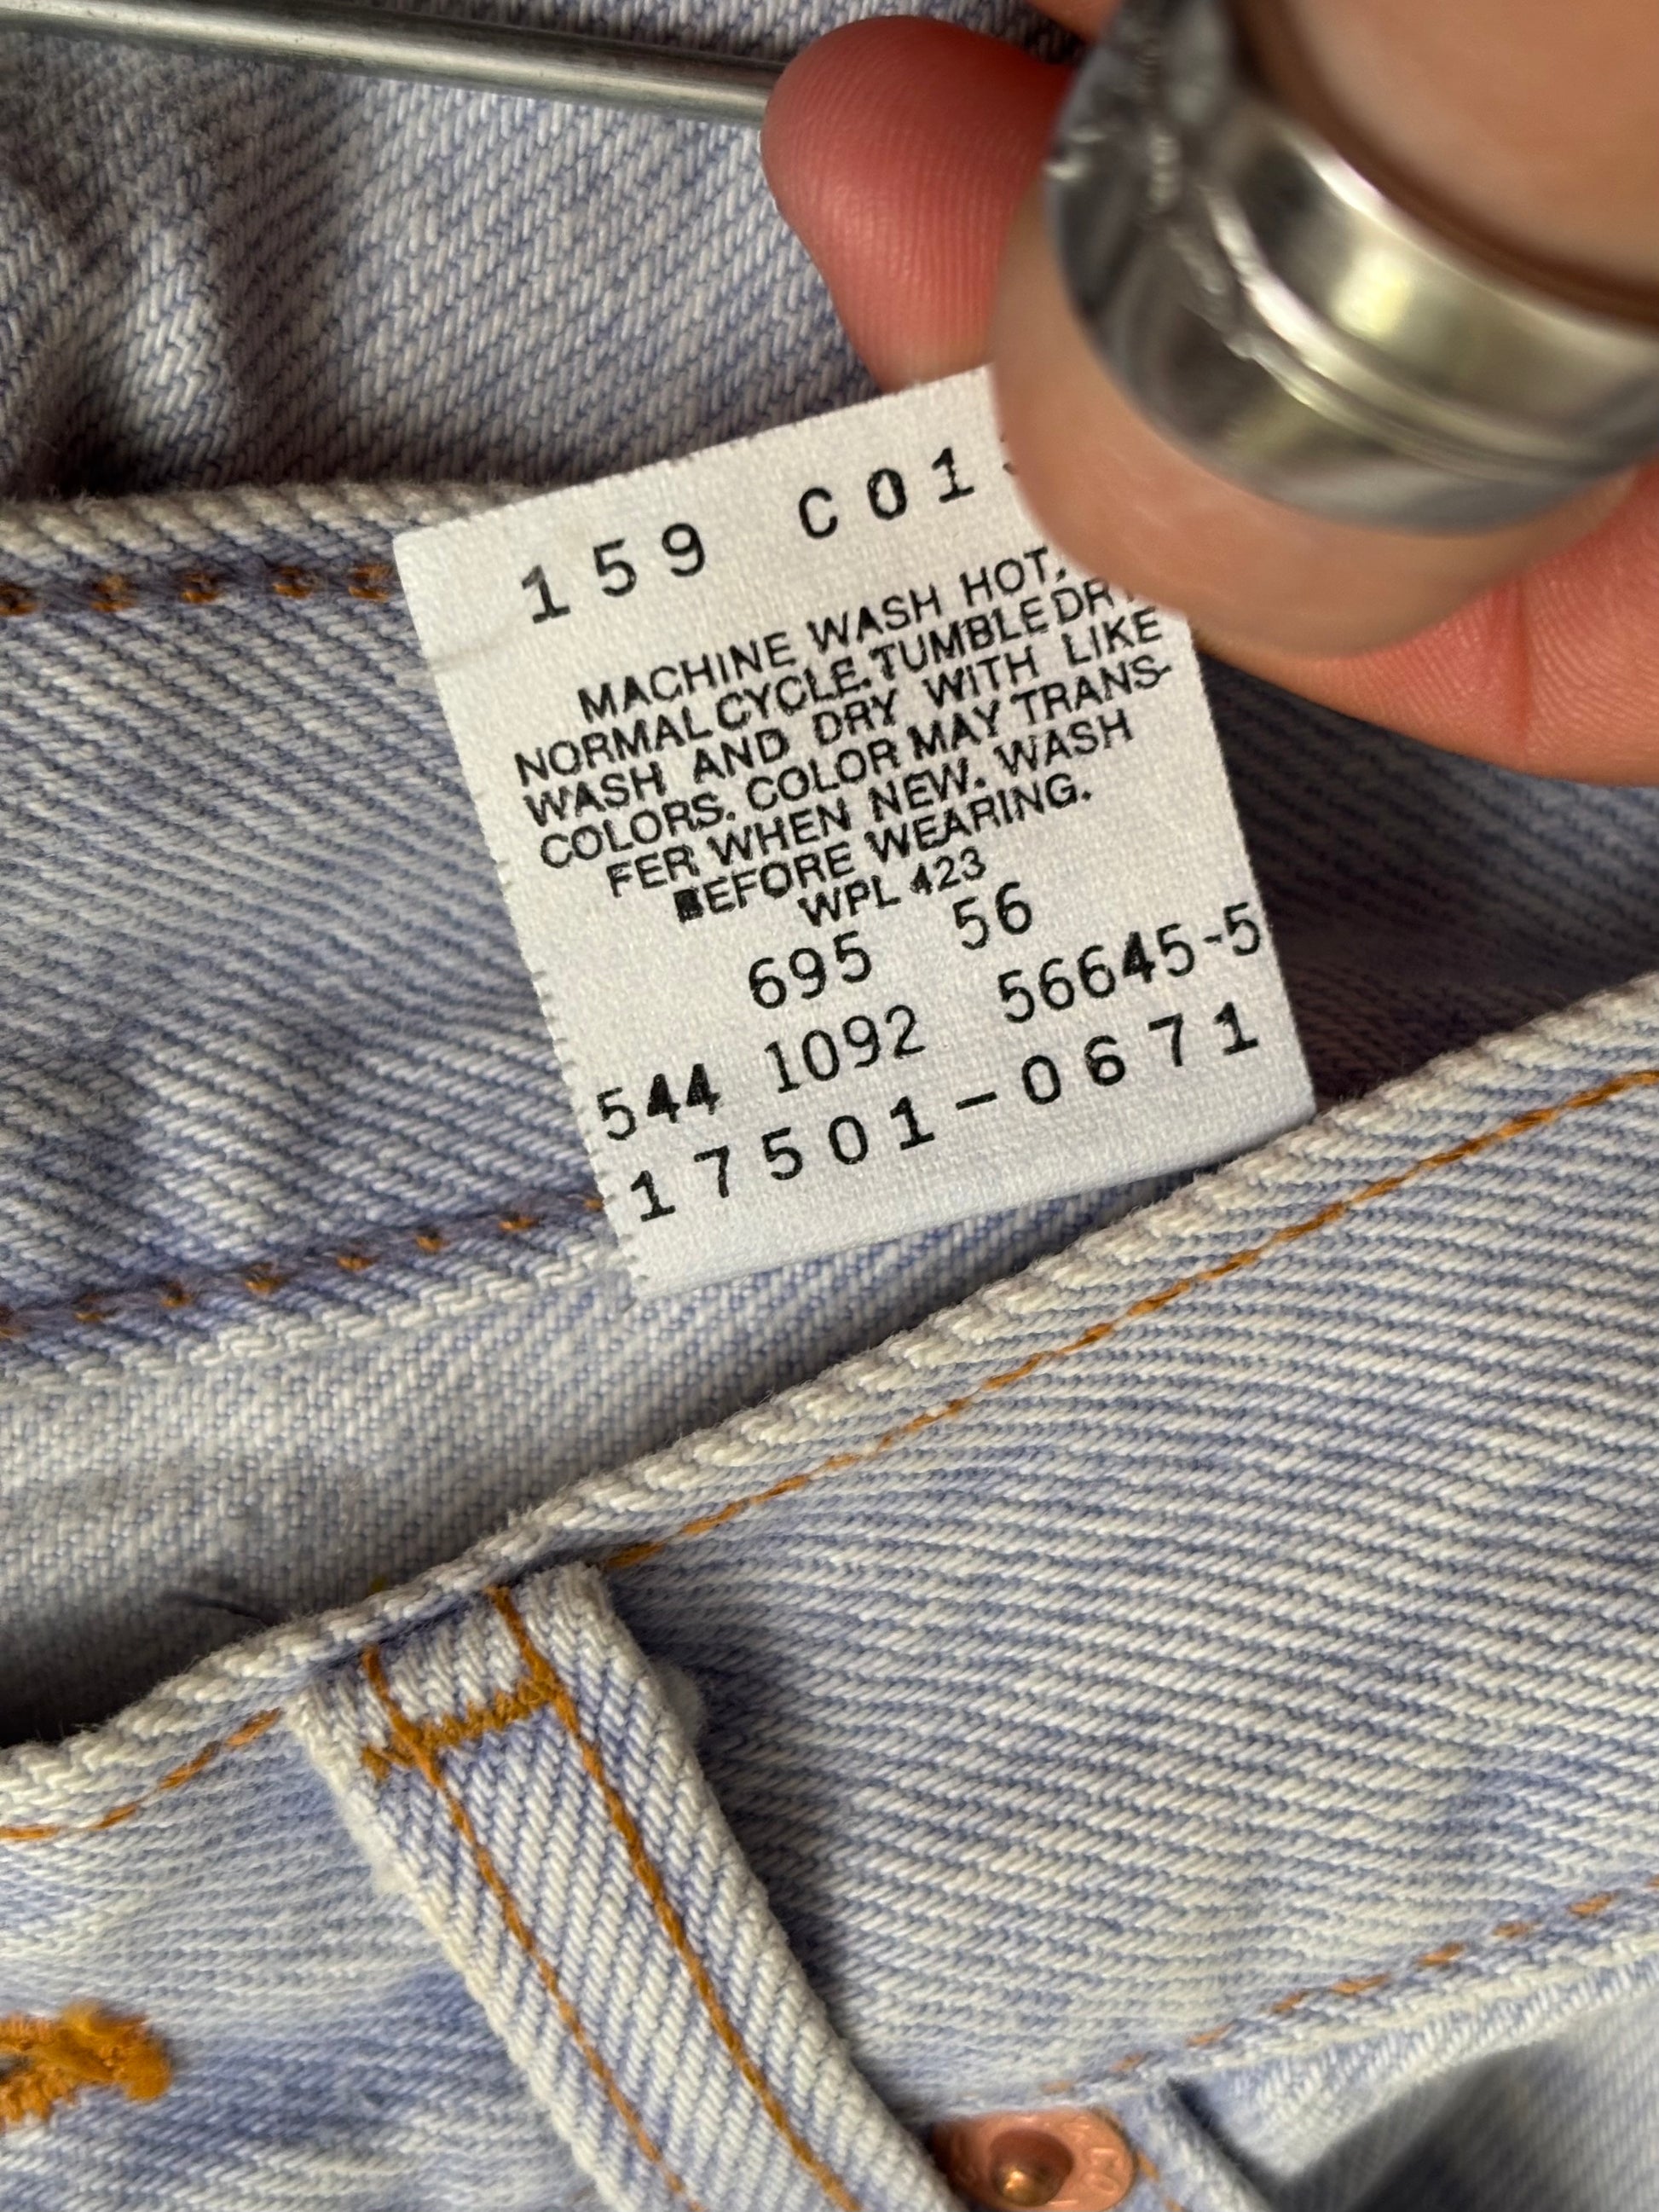 159 C01
MACHINE WASH HOT,
NORMAL CYCLE. TUMBLE DRY
WASH AND DRY WITH LIKE
COLORS. COLOR MAY TRANS-
FER WHEN NEW. WASH
BEFORE WEARING.
WPL 423
695 56
544 1092 56645-5
17501-0671